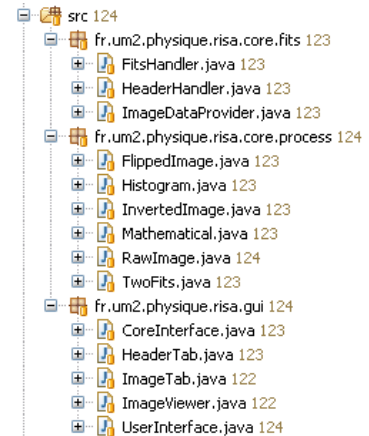 src 124
fr.um2.physique.risa.core.fits 123
FitsHandler.java 123
HeaderHandler.java 123
ImageDataProvider.java 123
fr.um2.physique.risa.core.process 124
FlippedImage.java 123
Histogram.java 123
InvertedImage.java 123
Mathematical.java 123
RawImage.java 124
TwoFits.java 123
fr.um2.physique.risa.gui 124
CoreInterface.java 123
HeaderTab.java 123
ImageTab.java 122
ImageViewer.java 122
UserInterface.java 124